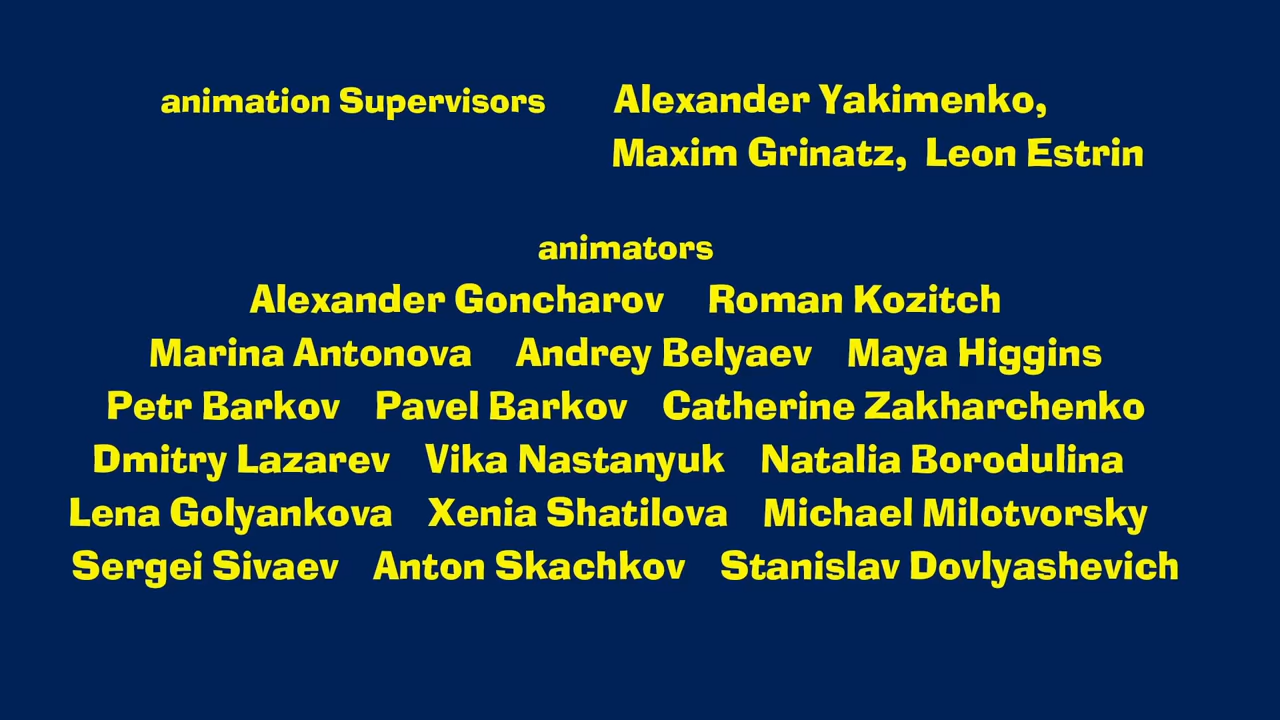 animation Supervisors Alexander Yakimenko,
Maxim Grinatz, Leon Estrin
animators
Alexander Goncharov Roman Kozitch
Marina Antonova Andrey Belyaev Maya Higgins
Petr Barkov Pavel Barkov Catherine Zakharchenko
Dmitry Lazarev Vika Nastanyuk Natalia Borodulina
Lena Golyankova Xenia Shatilova Michael Milotvorsky
Sergei Sivaev Anton Skachkov Stanislav Dovlyashevich